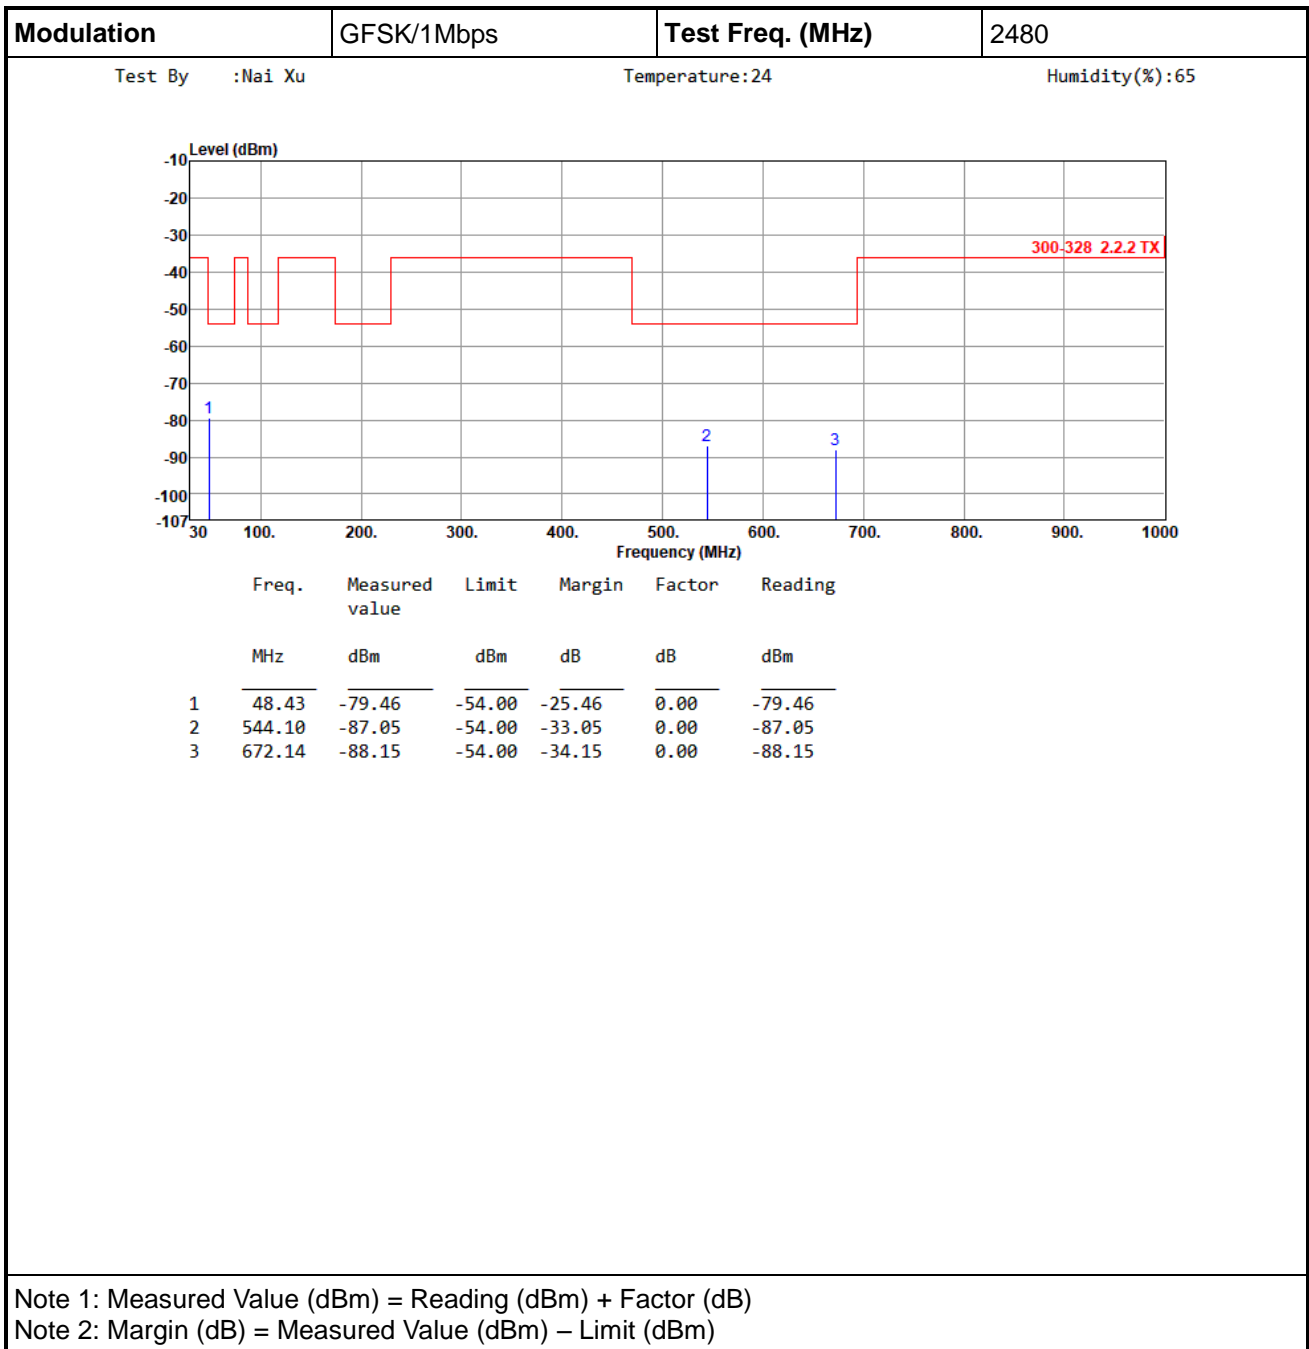 Modulation GFSK/1Mbps Test Freq. (MHz) 2480
Test By :Nai Xu Temperature:24 Humidity(%):65
Level (dBm)
-10
-20
-30
300-328 2.2.2 TX
-40
-50
-60
-70
1
-80
2
3
-90
-100
-107
30 100. 200. 300. 400. 500. 600. 700. 800. 900. 1000
Frequency (MHz)
Freq. Measured Limit Margin Factor Reading
value
MHz dBm dBm dB dB dBm
1 48.43 -79.46 -54.00 -25.46 0.00 -79.46
2 544.10 -87.05 -54.00 -33.05 0.00 -87.05
3 672.14 -88.15 -54.00 -34.15 0.00 -88.15
Note 1: Measured Value (dBm) = Reading (dBm) + Factor (dB)
Note 2: Margin (dB) = Measured Value (dBm) – Limit (dBm)